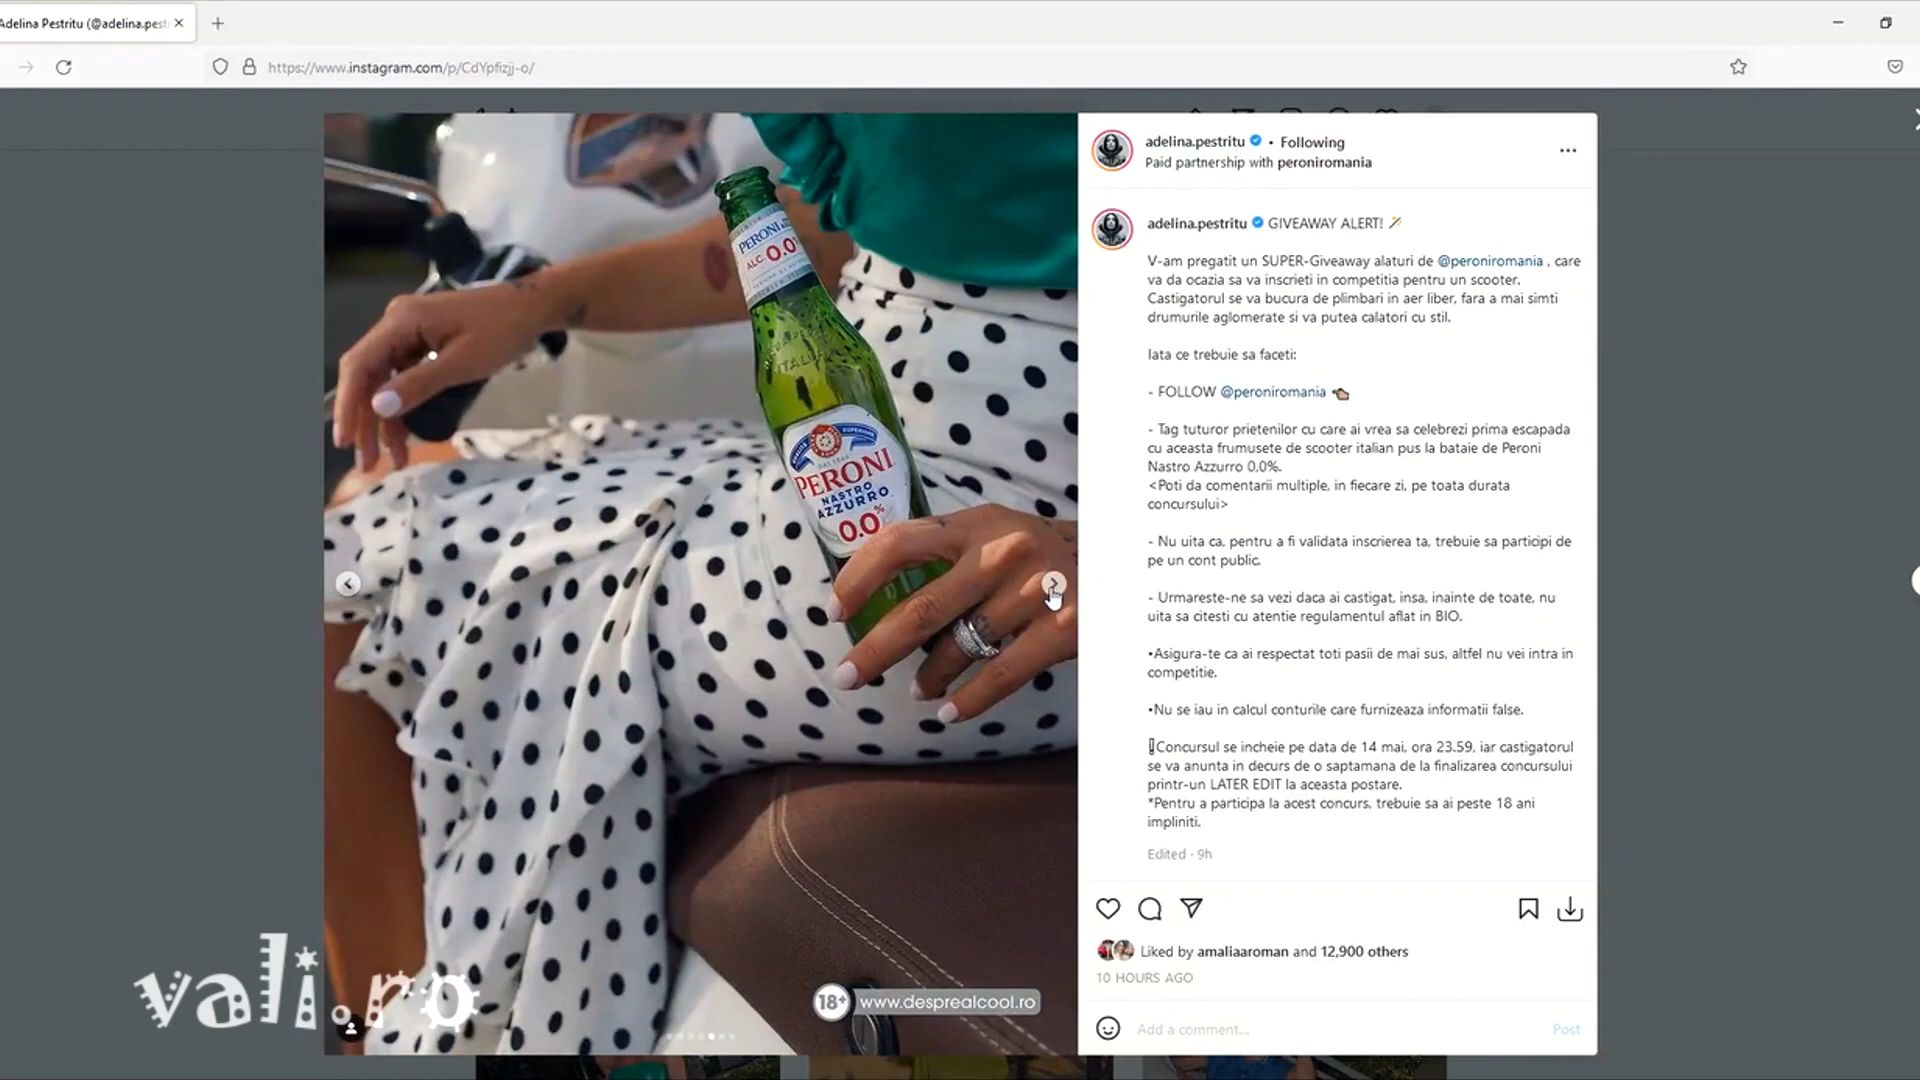 Adelina Pestritu (@adelina.pest
https://www.instagram.com/p/CdYpfizjj-o/
adelina.pestritu • Following
Paid partnership with peroniromania
adelina.pestritu GIVEAWAY ALERT!
V-am pregatit un SUPER-Giveaway alaturi de @peroniromania , care
va da ocazia sa va inscrieti in competitia pentru un scooter.
Castigatorul se va bucura de plimbari in aer liber, fara a mai simti
drumurile aglomerate si va putea calatori cu stil.
Iata ce trebuie sa faceti:
- FOLLOW @peroniromania
- Tag tuturor prietenilor cu care ai vrea sa celebrezi prima escapada
cu aceasta frumusete de scooter italian pus la bataie de Peroni
Nastro Azzurro 0.0%.
<Poti da comentarii multiple, in fiecare zi, pe toata durata
concursului>
- Nu uita ca, pentru a fi validata inscrierea ta, trebuie sa participi de
pe un cont public.
- Urmareste-ne sa vezi daca ai castigat, insa, inainte de toate, nu
uita sa citesti cu atentie regulamentul aflat in BIO.
•Asigura-te ca ai respectat toti pasii de mai sus, altfel nu vei intra in
competitie.
•Nu se iau in calcul conturile care furnizeaza informatii false.
Concursul se incheie pe data de 14 mai, ora 23.59, iar castigatorul
se va anunta in decurs de o saptamana de la finalizarea concursului
printr-un LATER EDIT la aceasta postare.
*Pentru a participa la acest concurs, trebuie sa ai peste 18 ani
impliniti.
Edited · 9h
Liked by amaliaaroman and 12,900 others
10 HOURS AGO
Add a comment...
Post
PERONI
ALC. 0.0
ITALIA
PERONI
NASTRO
AZZURRO
0.0%
18+ www.desprealcool.ro
vali.ro